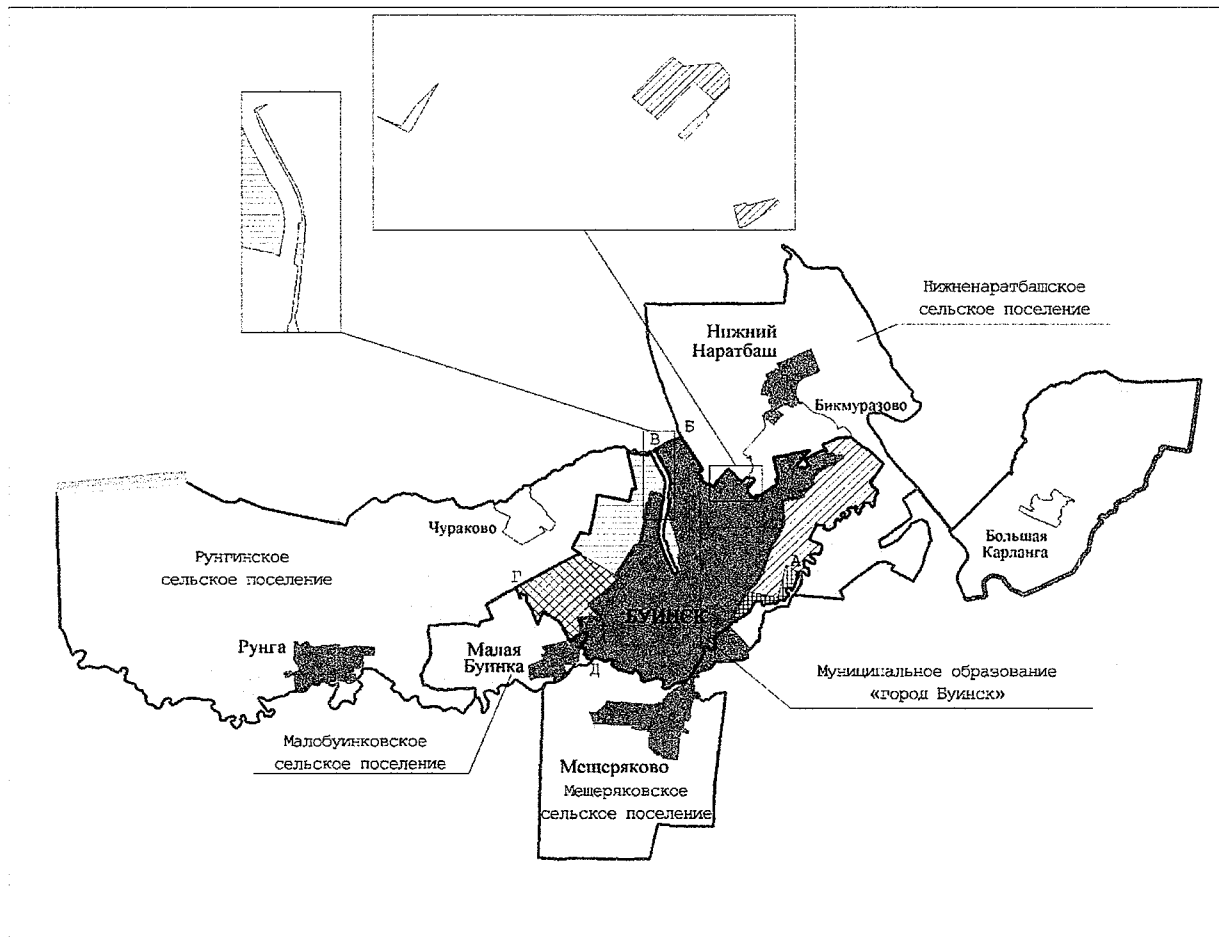 Нижненаратбашское
сельское поселение
Нижний
Наратбаш
Бикмуразово
Б
В
Чураково
Большая
Карланга
Рунгинское
сельское поселение
А
Г
БУИНСК
Рунга
Малая
Буинка
Д
Муниципальное образование
«город Буинск»
Малобуинковское
сельское поселение
Мещеряково
Мещеряковское
сельское поселение